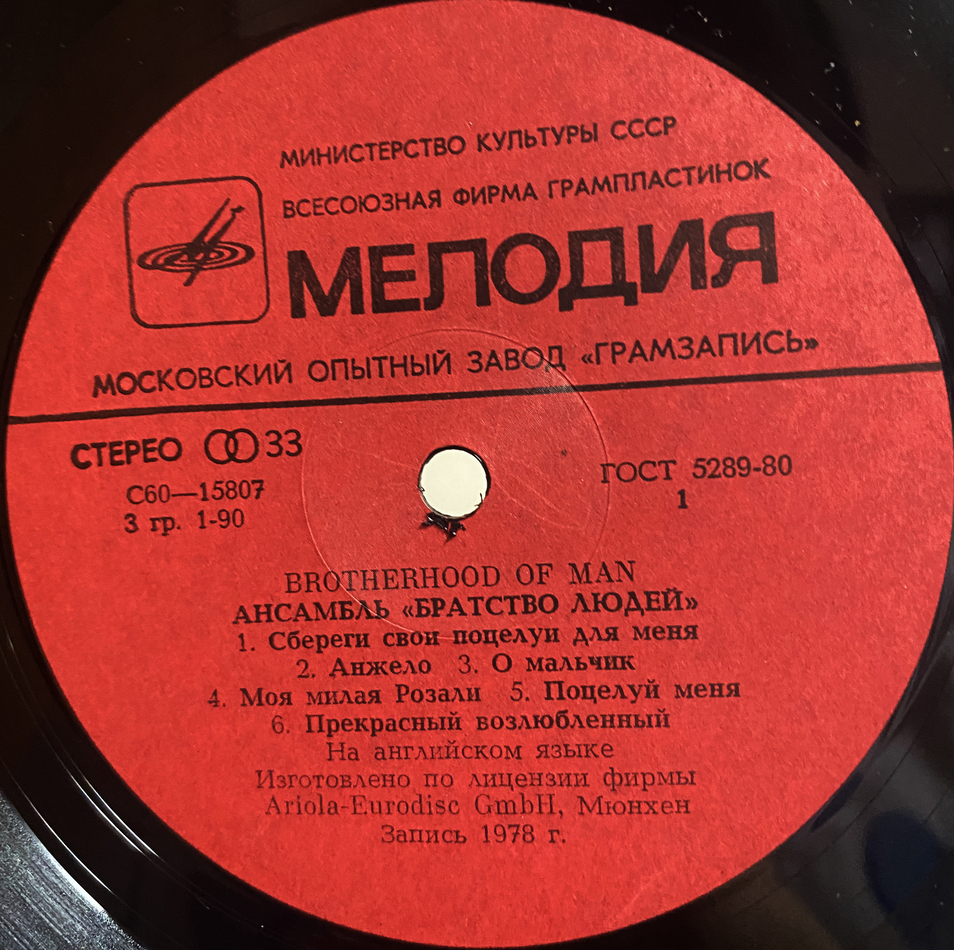 МИНИСТЕРСТВО КУЛЬТУРЫ СССР
ВСЕСОЮЗНАЯ ФИРМА ГРАМПЛАСТИНОК
МЕЛОДИЯ
МОСКОВСКИЙ ОПЫТНЫЙ ЗАВОД «ГРАМЗАПИСЬ»
СТЕРЕО 33
ГОСТ 5289-80
С60—15807
1
3 гр. 1-90
BROTHERHOOD OF MAN
АНСАМБЛЬ «БРАТСТВО ЛЮДЕЙ»
1. Сбереги свои поцелуи для меня
2. Анжело 3. О мальчик
4. Моя милая Розали 5. Поцелуй меня
6. Прекрасный возлюбленный
На английском языке
Изготовлено по лицензии фирмы
Ariola-Eurodisc GmbH, Мюнхен
Запись 1978 г.